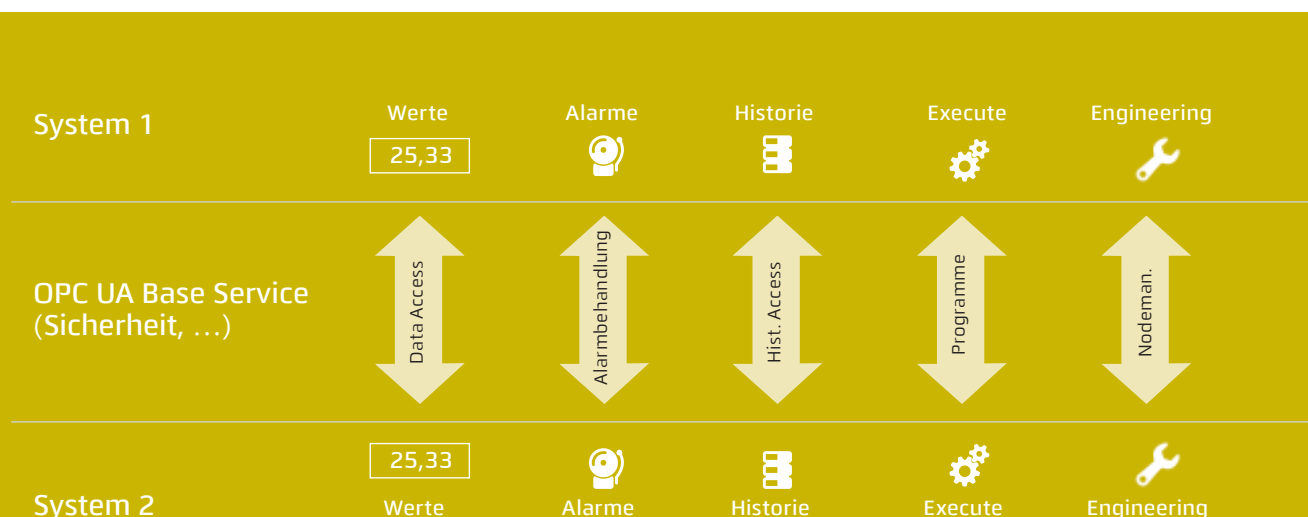 System 1
Werte
Alarme
Historie
Execute
Engineering
25,33
OPC UA Base Service
(Sicherheit, ...)
Data Access
Alarmbehandlung
Hist. Access
Programme
Nodeman.
25,33
System 2
Werte
Alarme
Historie
Execute
Engineering